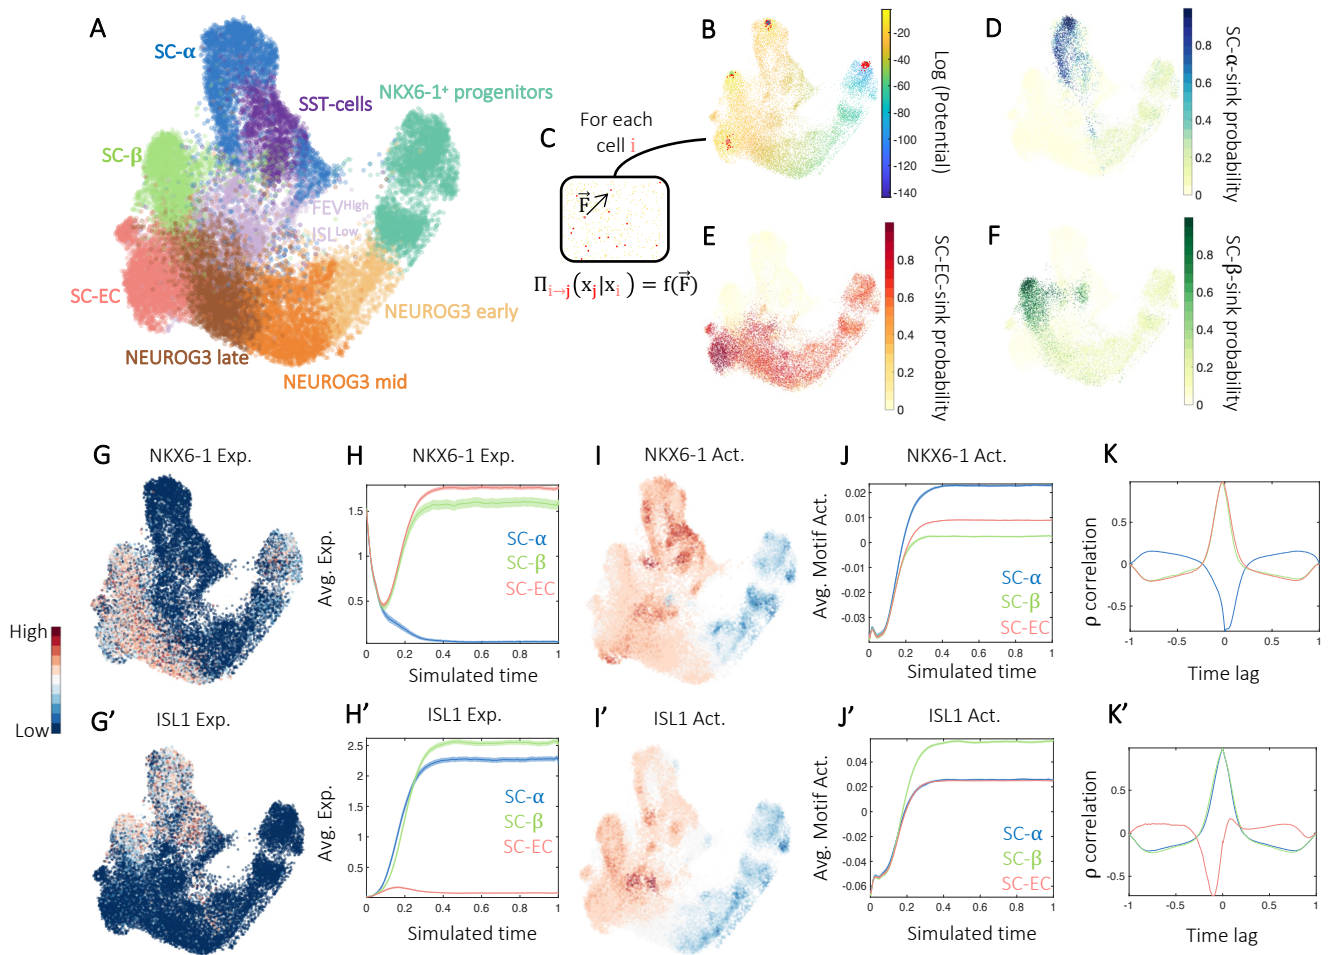 A
SC-α
SST-cells
NKX6-1⁺ progenitors
SC-β
FEVᴴⁱᵍʰ
ISLᴸᵒʷ
SC-EC
NEUROG3 early
NEUROG3 late
NEUROG3 mid
B
-20
-40
-60
-80
-100
-120
-140
Log (Potential)
C
For each
cell i
F⃗
Π i→j (xj|xi ) = f(F⃗)
D
0.8
0.6
0.4
0.2
0
SC-α-sink probability
E
0.8
0.6
0.4
0.2
0
SC-EC-sink probability
F
0.8
0.6
0.4
0.2
0
SC-β-sink probability
G
NKX6-1 Exp.
High
Low
H
NKX6-1 Exp.
Avg. Exp.
1.5
1
0.5
SC-α
SC-β
SC-EC
0 0.2 0.4 0.6 0.8 1
Simulated time
I
NKX6-1 Act.
J
NKX6-1 Act.
Avg. Motif Act.
0.02
0.01
0
-0.01
-0.02
-0.03
SC-α
SC-β
SC-EC
0 0.2 0.4 0.6 0.8 1
Simulated time
K
ρ correlation
0.5
0
-0.5
-1 -0.5 0 0.5 1
Time lag
G’
ISL1 Exp.
H’
ISL1 Exp.
Avg. Exp.
2.5
2
1.5
1
0.5
0
SC-α
SC-β
SC-EC
0 0.2 0.4 0.6 0.8 1
Simulated time
I’
ISL1 Act.
J’
ISL1 Act.
Avg. Motif Act.
0.04
0.02
0
-0.02
-0.04
-0.06
SC-α
SC-β
SC-EC
0 0.2 0.4 0.6 0.8 1
Simulated time
K’
ρ correlation
0.5
0
-0.5
-1 -0.5 0 0.5 1
Time lag